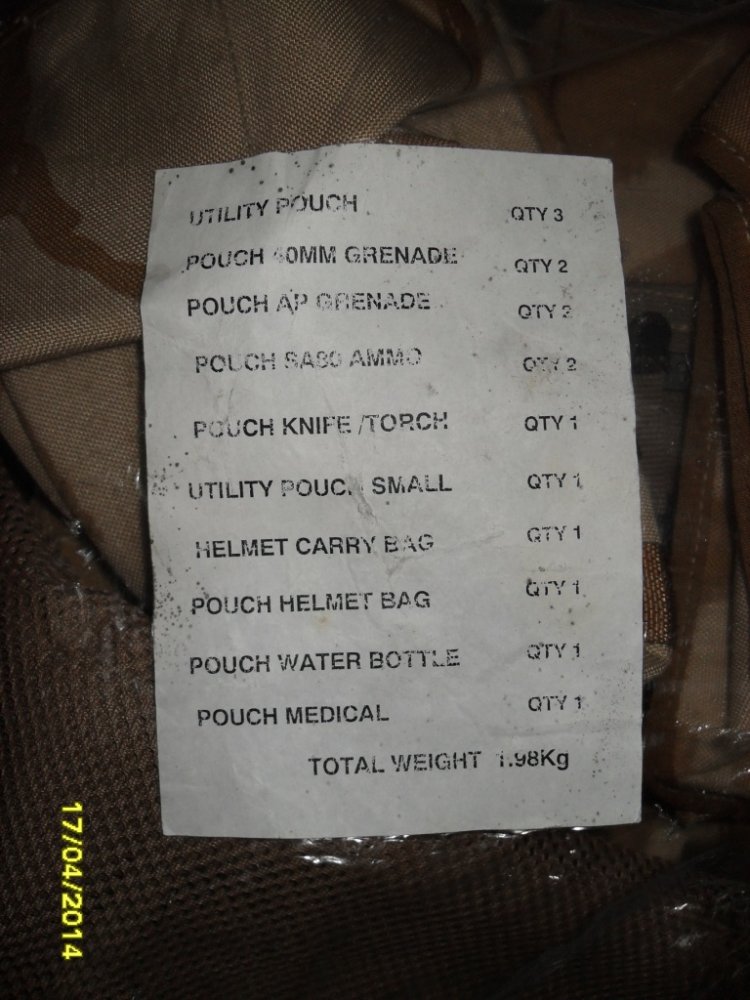 UTILITY POUCH QTY 3
POUCH 40MM GRENADE QTY 2
POUCH AP GRENADE QTY 2
POUCH SA80 AMMO QTY 2
POUCH KNIFE /TORCH QTY 1
UTILITY POUCH SMALL QTY 1
HELMET CARRY BAG QTY 1
POUCH HELMET BAG QTY 1
POUCH WATER BOTTLE QTY 1
POUCH MEDICAL QTY 1
TOTAL WEIGHT 1.98Kg
17/04/2014